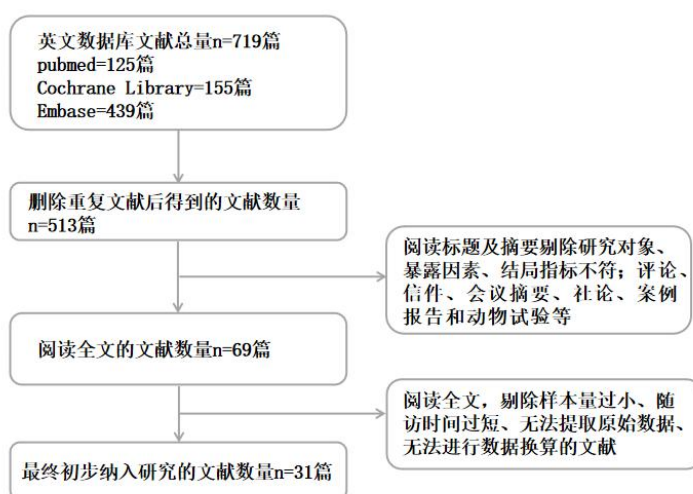 英文数据库文献总量n=719篇
pubmed=125篇
Cochrane Library=155篇
Embase=439篇
删除重复文献后得到的文献数量
n=513篇
阅读标题及摘要剔除研究对象、
暴露因素、结局指标不符；评论、
信件、会议摘要、社论、案例
报告和动物试验等
阅读全文的文献数量n=69篇
阅读全文，剔除样本量过小、随
访时间过短、无法提取原始数据、
无法进行数据换算的文献
最终初步纳入研究的文献数量n=31篇